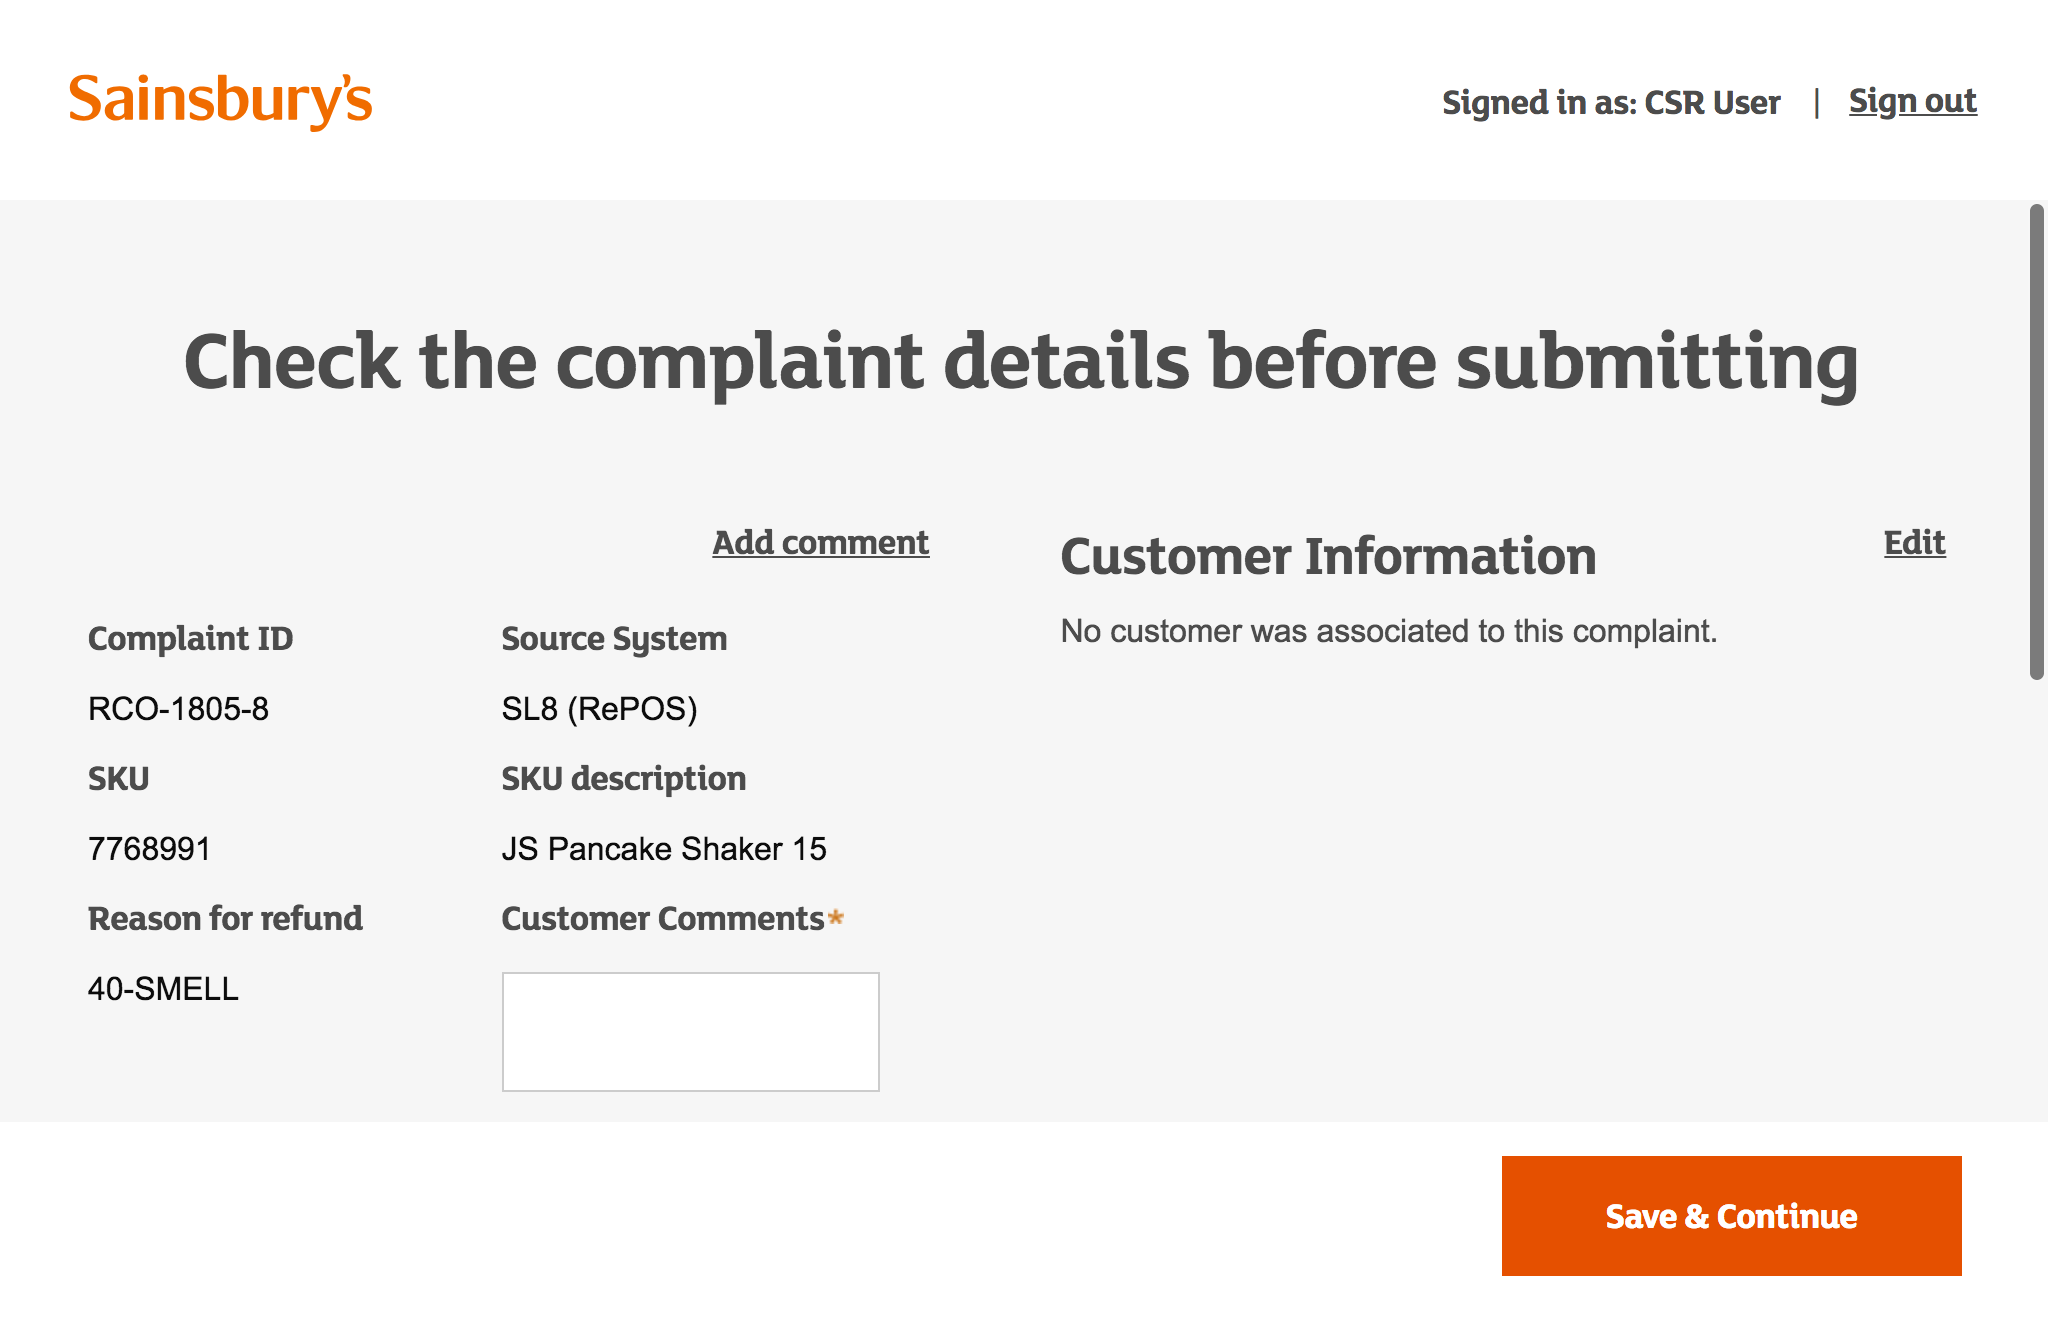 Sainsbury's
Signed in as: CSR User | Sign out
Check the complaint details before submitting
Add comment
Complaint ID
Source System
RCO-1805-8
SL8 (RePOS)
SKU
SKU description
7768991
JS Pancake Shaker 15
Reason for refund
Customer Comments*
40-SMELL
Customer Information
Edit
No customer was associated to this complaint.
Save & Continue